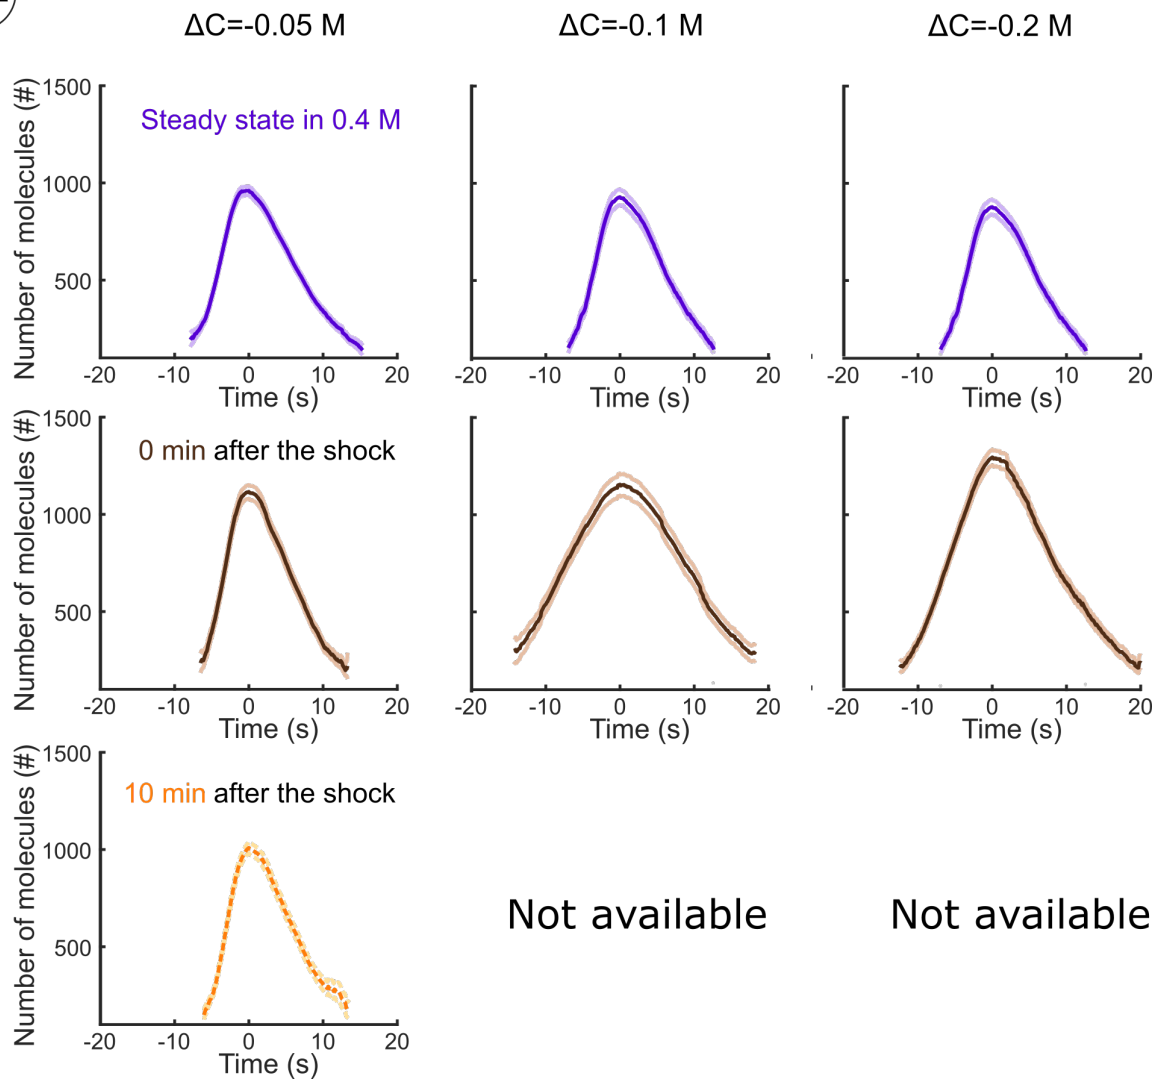 ΔC=-0.05 M ΔC=-0.1 M ΔC=-0.2 M
Number of molecules (#)
1500
1000
500
Steady state in 0.4 M
-20 -10 0 10 20
Time (s)
-20 -10 0 10 20
Time (s)
-20 -10 0 10 20
Time (s)
Number of molecules (#)
1500
1000
500
0 min after the shock
-20 -10 0 10 20
Time (s)
-20 -10 0 10 20
Time (s)
-20 -10 0 10 20
Time (s)
Number of molecules (#)
1500
1000
500
10 min after the shock
-20 -10 0 10 20
Time (s)
Not available
Not available